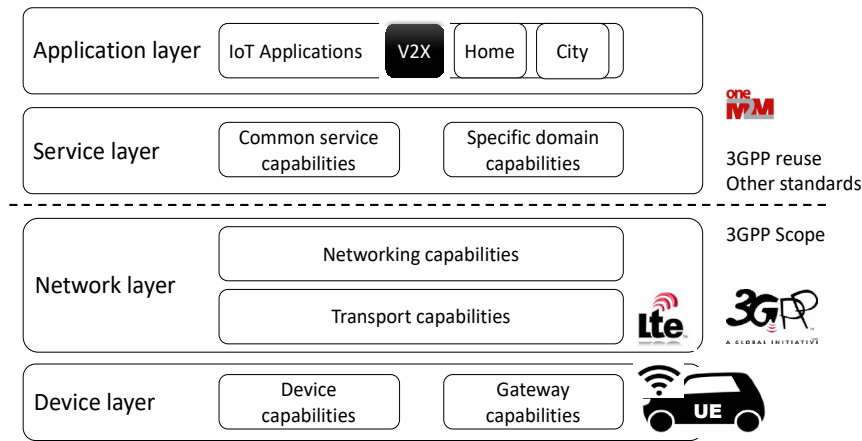 Application layer
IoT Applications
V2X
Home
City
one
M2M
Service layer
Common service
capabilities
Specific domain
capabilities
3GPP reuse
Other standards
3GPP Scope
Network layer
Networking capabilities
Transport capabilities
Lte
3GPP
A GLOBAL INITIATIVE
Device layer
Device
capabilities
Gateway
capabilities
UE